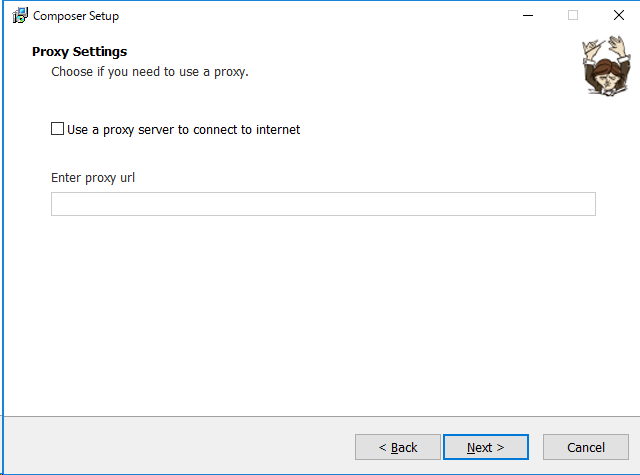 Composer Setup
Proxy Settings
Choose if you need to use a proxy.
Use a proxy server to connect to internet
Enter proxy url
< Back
Next >
Cancel